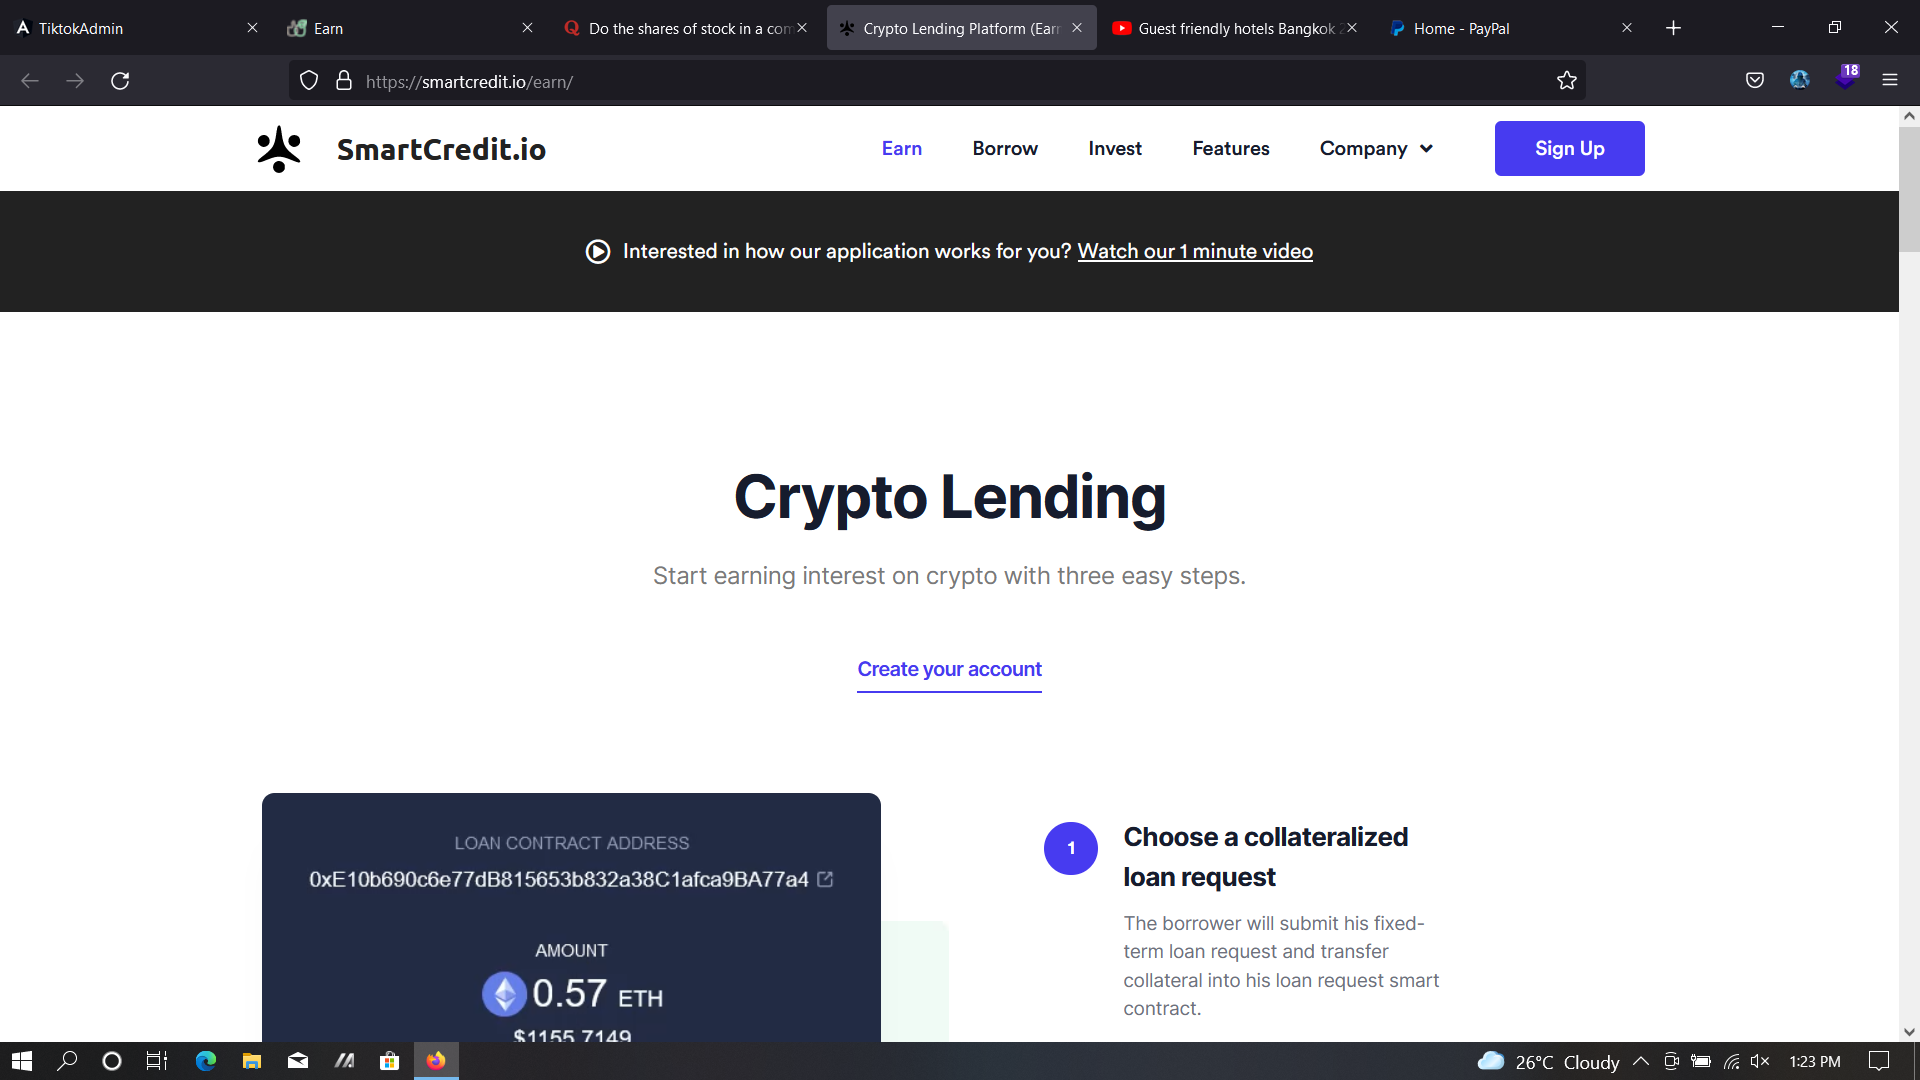 TiktokAdmin
Earn
Do the shares of stock in a com
Crypto Lending Platform (Earn
Guest friendly hotels Bangkok 2
Home - PayPal
https://smartcredit.io/earn/
18
SmartCredit.io
Earn
Borrow
Invest
Features
Company
Sign Up
Interested in how our application works for you? Watch our 1 minute video
Crypto Lending
Start earning interest on crypto with three easy steps.
Create your account
LOAN CONTRACT ADDRESS
0xE10b690c6e77dB815653b832a38C1afca9BA77a4
AMOUNT
0.57 ETH
$1155.7149
1
Choose a collateralized
loan request
The borrower will submit his fixed-
term loan request and transfer
collateral into his loan request smart
contract.
26°C Cloudy
1:23 PM